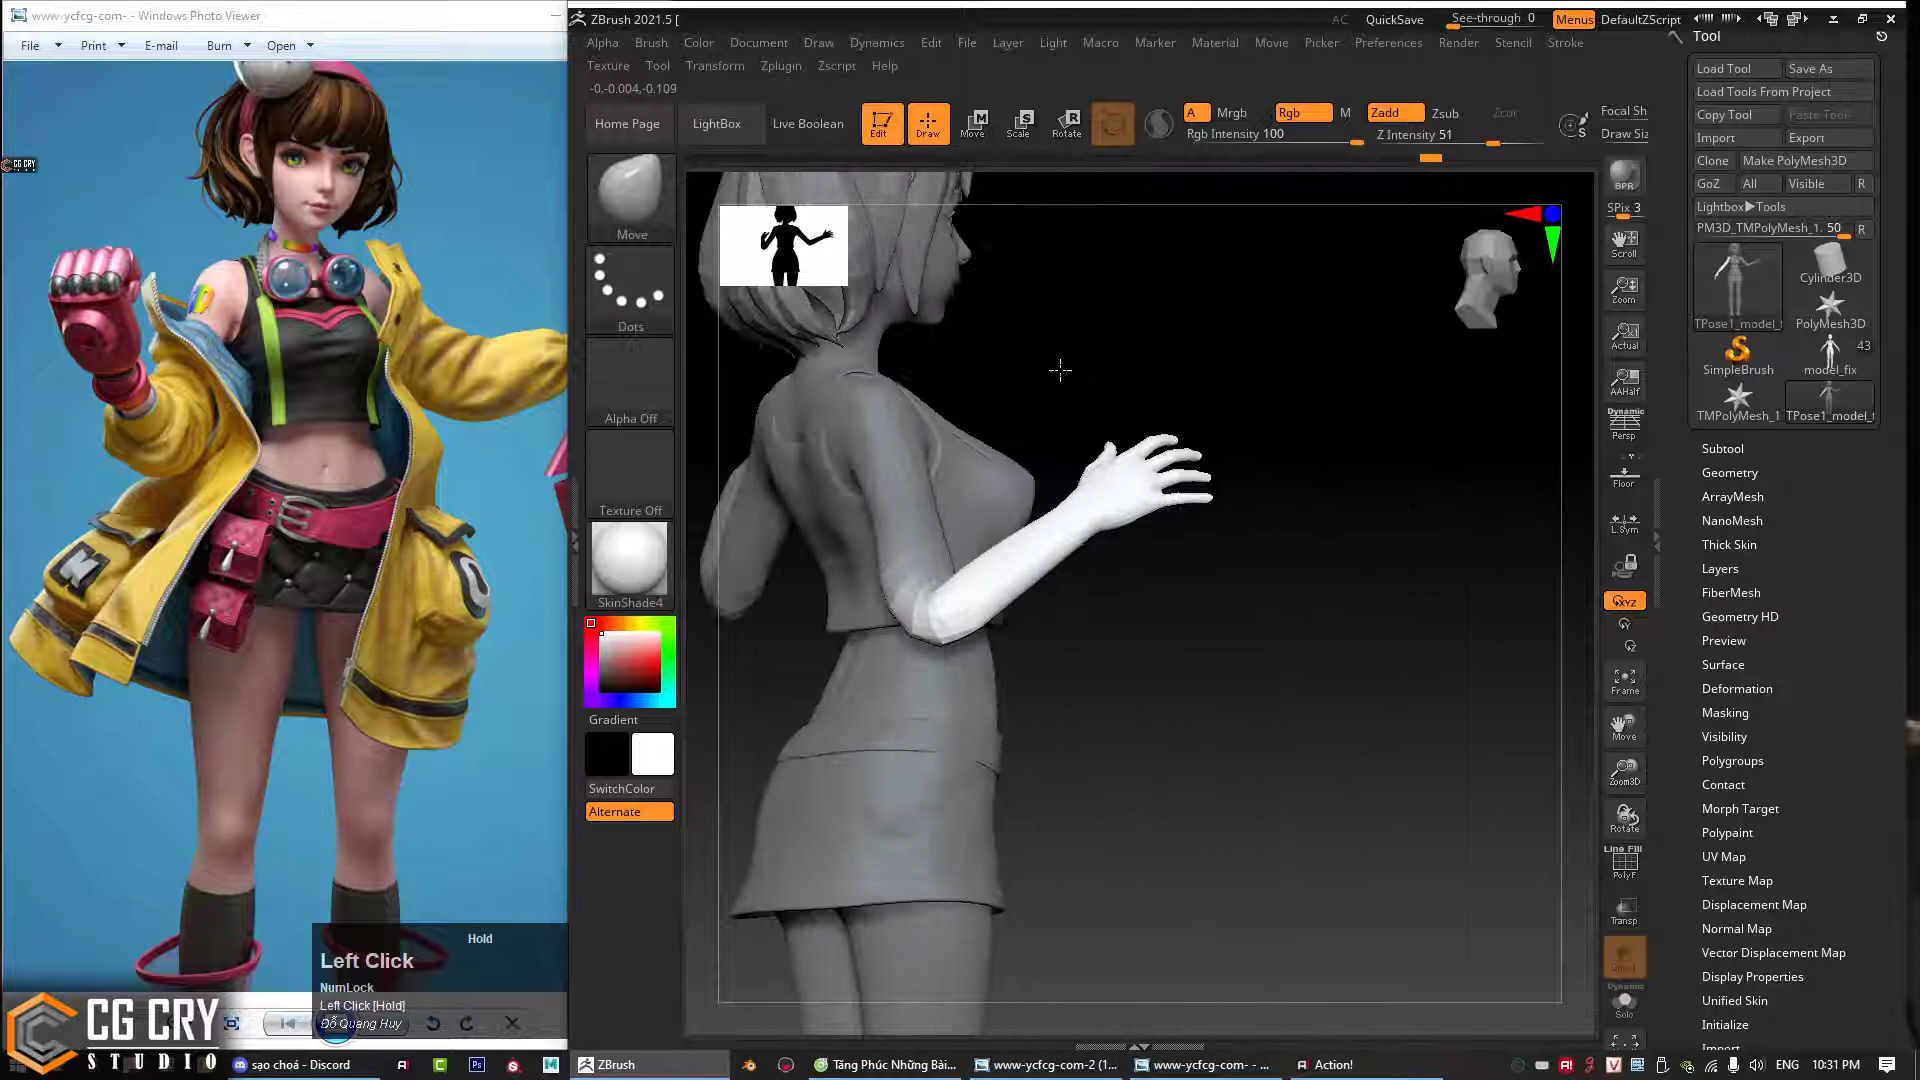 www-ycfcg-com- - Windows Photo Viewer
File
Print
E-mail
Burn
Open
CG CRY
ZBrush 2021.5 [
AC
QuickSave
See-through 0
Menus
DefaultZScript
Alpha
Brush
Color
Document
Draw
Dynamics
Edit
File
Layer
Light
Macro
Marker
Material
Movie
Picker
Preferences
Render
Stencil
Stroke
Texture
Tool
Transform
Zplugin
Zscript
Help
-0,-0.004,-0.109
Home Page
LightBox
Live Boolean
Edit
Draw
Move
Scale
Rotate
A
Mrgb
Rgb
M
Zadd
Zsub
Zcut
Rgb Intensity 100
Z Intensity 51
Focal Sh
Draw Siz
S
Move
Dots
Alpha Off
Texture Off
SkinShade4
Gradient
SwitchColor
Alternate
BPR
SPix 3
Scroll
Zoom
Actual
AAHalf
Dynamic
Persp
Floor
L.Sym
XYZ
Frame
Move
Zoom3D
Rotate
Line Fill
PolyF
Transp
Dynamic
Solo
Tool
Load Tool
Save As
Load Tools From Project
Copy Tool
Paste Tool
Import
Export
Clone
Make PolyMesh3D
GoZ
All
Visible
R
Lightbox▶Tools
PM3D_TMPolyMesh_1. 50
R
Cylinder3D
TPose1_model_f
PolyMesh3D
43
SimpleBrush
model_fix
TMPolyMesh_1
TPose1_model_f
Subtool
Geometry
ArrayMesh
NanoMesh
Thick Skin
Layers
FiberMesh
Geometry HD
Preview
Surface
Deformation
Masking
Visibility
Polygroups
Contact
Morph Target
Polypaint
UV Map
Texture Map
Displacement Map
Normal Map
Vector Displacement Map
Display Properties
Unified Skin
Initialize
Import
Hold
Left Click
NumLock
Left Click [Hold]
Đỗ Quang Huy
CG CRY
STUDIO
sạo choá - Discord
ZBrush
Tăng Phúc Những Bài...
www-ycfcg-com-2 (1...
www-ycfcg-com- - ...
Action!
ENG
10:31 PM